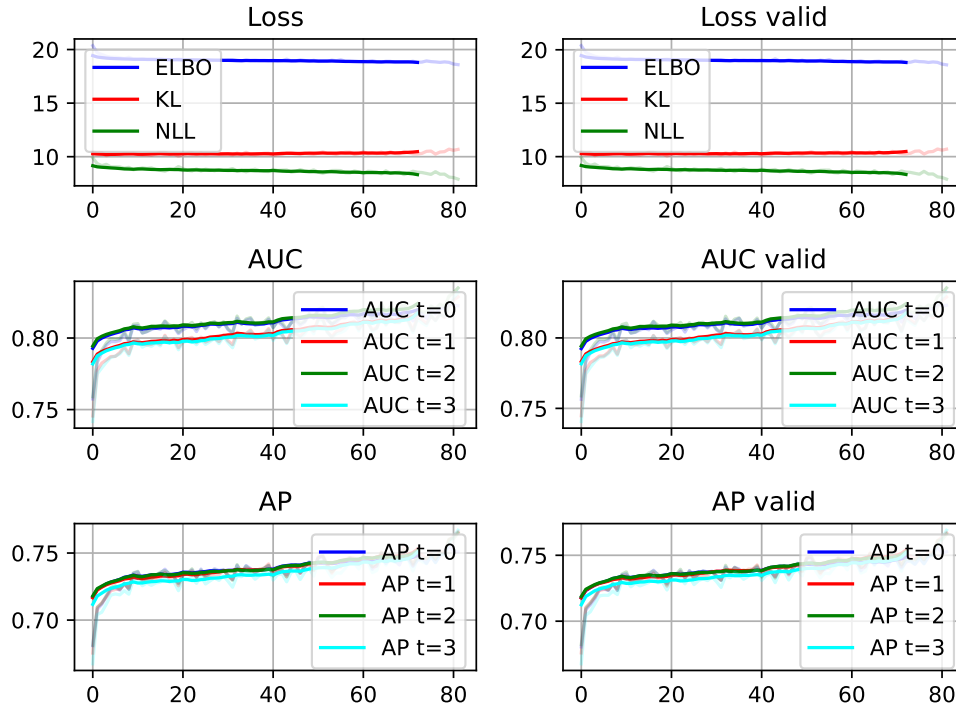 Loss
20
15
10
ELBO
KL
NLL
0 20 40 60 80
Loss valid
20
15
10
ELBO
KL
NLL
0 20 40 60 80
AUC
0.80
0.75
AUC t=0
AUC t=1
AUC t=2
AUC t=3
0 20 40 60 80
AUC valid
0.80
0.75
AUC t=0
AUC t=1
AUC t=2
AUC t=3
0 20 40 60 80
AP
0.75
0.70
AP t=0
AP t=1
AP t=2
AP t=3
0 20 40 60 80
AP valid
0.75
0.70
AP t=0
AP t=1
AP t=2
AP t=3
0 20 40 60 80